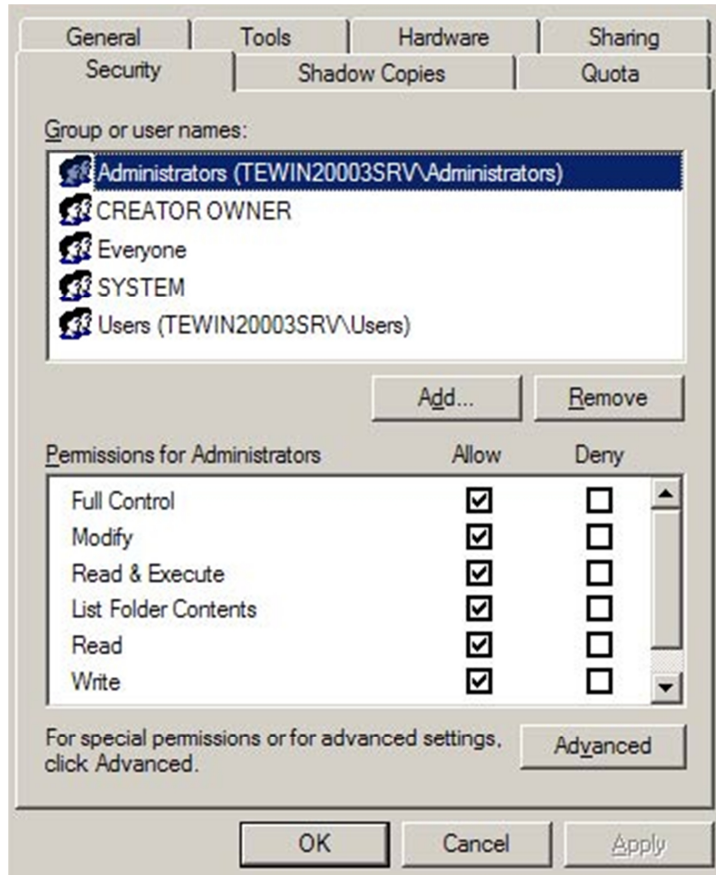 General Tools Hardware Sharing
Security Shadow Copies Quota
Group or user names:
Administrators (TEWIN20003SRV\Administrators)
CREATOR OWNER
Everyone
SYSTEM
Users (TEWIN20003SRV\Users)
Add... Remove
Permissions for Administrators Allow Deny
Full Control
Modify
Read & Execute
List Folder Contents
Read
Write
For special permissions or for advanced settings,
click Advanced.
Advanced
OK Cancel Apply